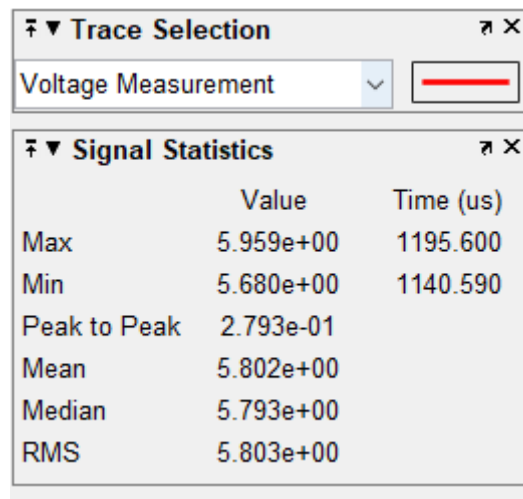 Trace Selection
Voltage Measurement
Signal Statistics
Value Time (us)
Max 5.959e+00 1195.600
Min 5.680e+00 1140.590
Peak to Peak 2.793e-01
Mean 5.802e+00
Median 5.793e+00
RMS 5.803e+00